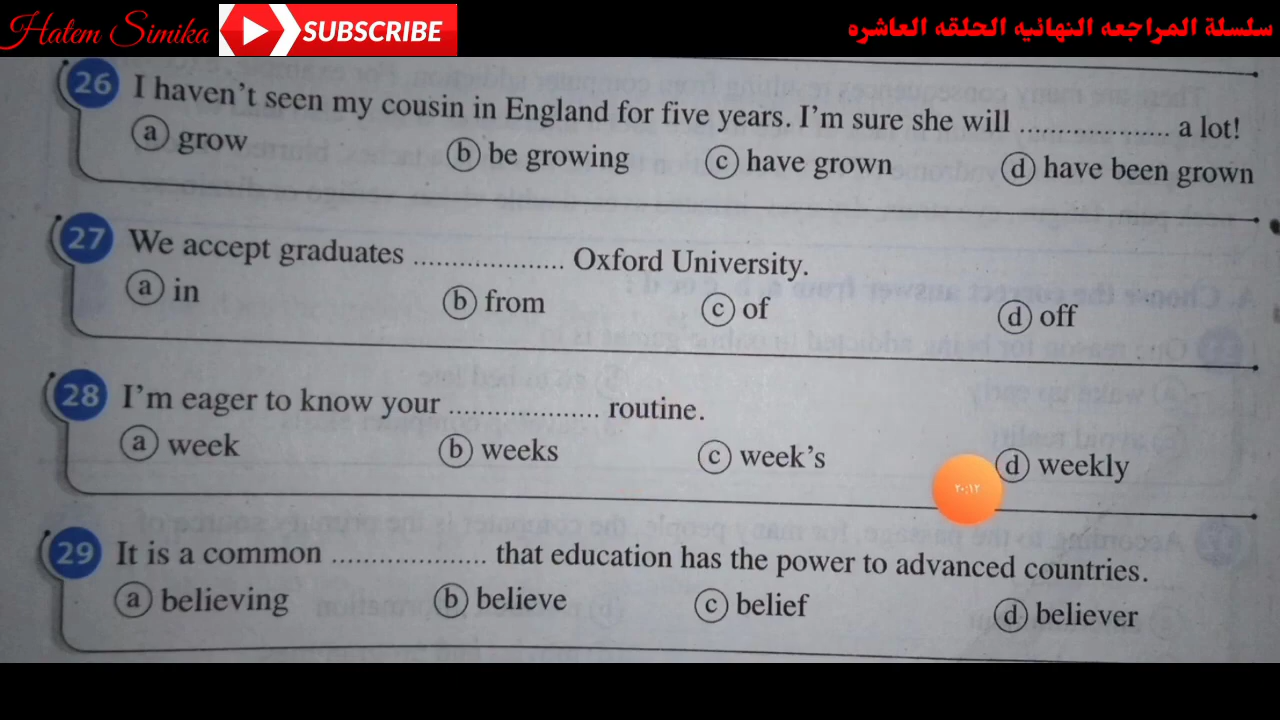 Hatem Simika SUBSCRIBE سلسلة المراجعه النهائيه الحلقه العاشره
26 I haven't seen my cousin in England for five years. I'm sure she will .................. a lot!
a grow b be growing c have grown d have been grown
27 We accept graduates .................. Oxford University.
a in b from c of d off
28 I'm eager to know your .................. routine.
a week b weeks c week's d weekly
٢٠:١٢
29 It is a common .................. that education has the power to advanced countries.
a believing b believe c belief d believer